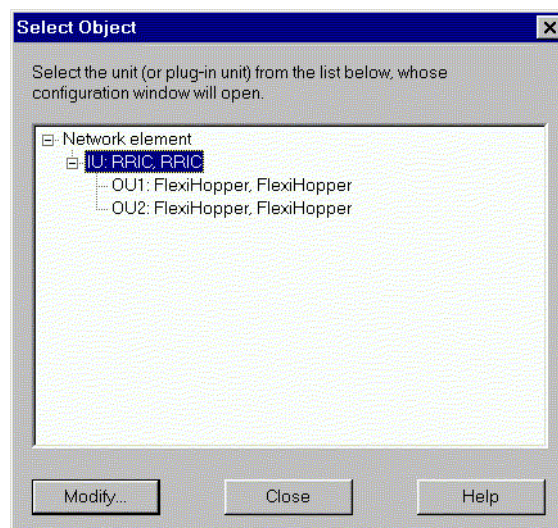 Select Object
Select the unit (or plug-in unit) from the list below, whose
configuration window will open.
Network element
IU: RRIC, RRIC
OU1: FlexiHopper, FlexiHopper
OU2: FlexiHopper, FlexiHopper
Modify... Close Help